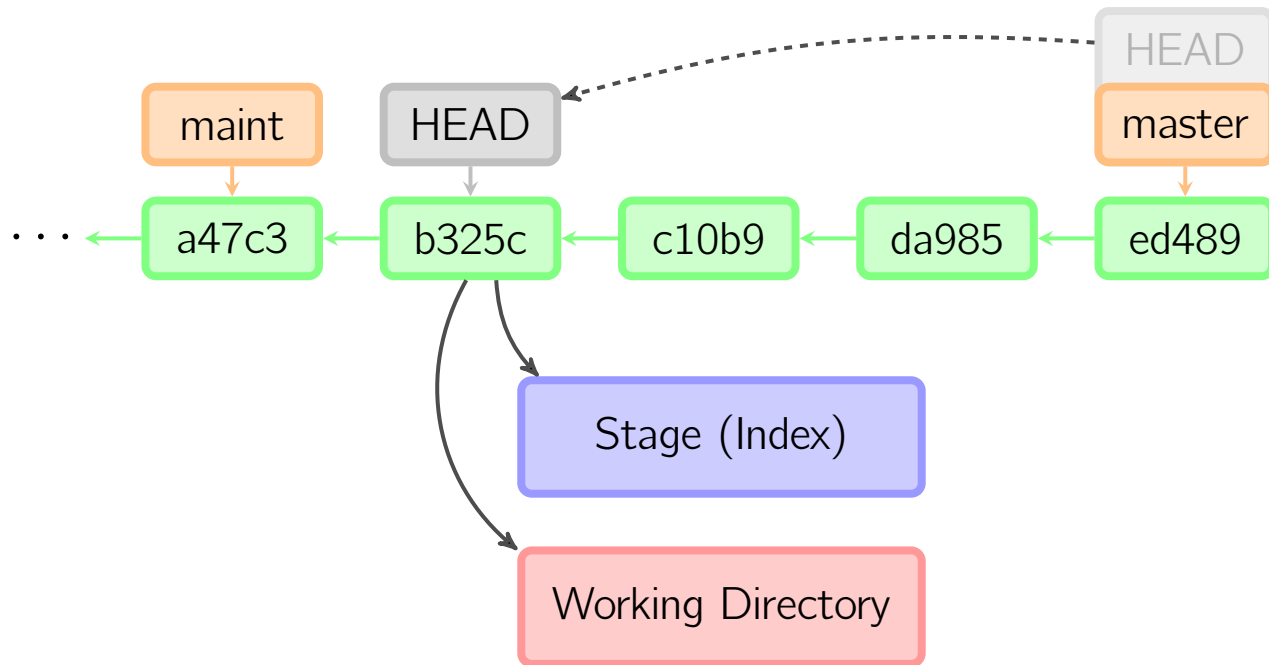 HEAD
maint
HEAD
master
···
a47c3
b325c
c10b9
da985
ed489
Stage (Index)
Working Directory